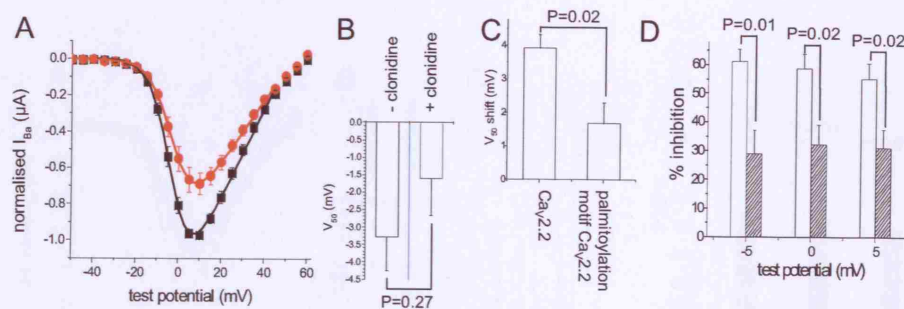 A
normalised I_Ba (µA)
0.0
-0.2
-0.4
-0.6
-0.8
-1.0
-40
-20
0
20
40
60
test potential (mV)
B
- clonidine
+ clonidine
V_50 (mV)
0.0
-0.5
-1.0
-1.5
-2.0
-2.5
-3.0
-3.5
-4.0
-4.5
P=0.27
C
P=0.02
V_50 shift (mV)
4
3
2
1
0
Ca_V2.2
palmitoylation
motif Ca_V2.2
D
P=0.01
P=0.02
P=0.02
% inhibition
60
50
40
30
20
10
0
-5
0
5
test potential (mV)